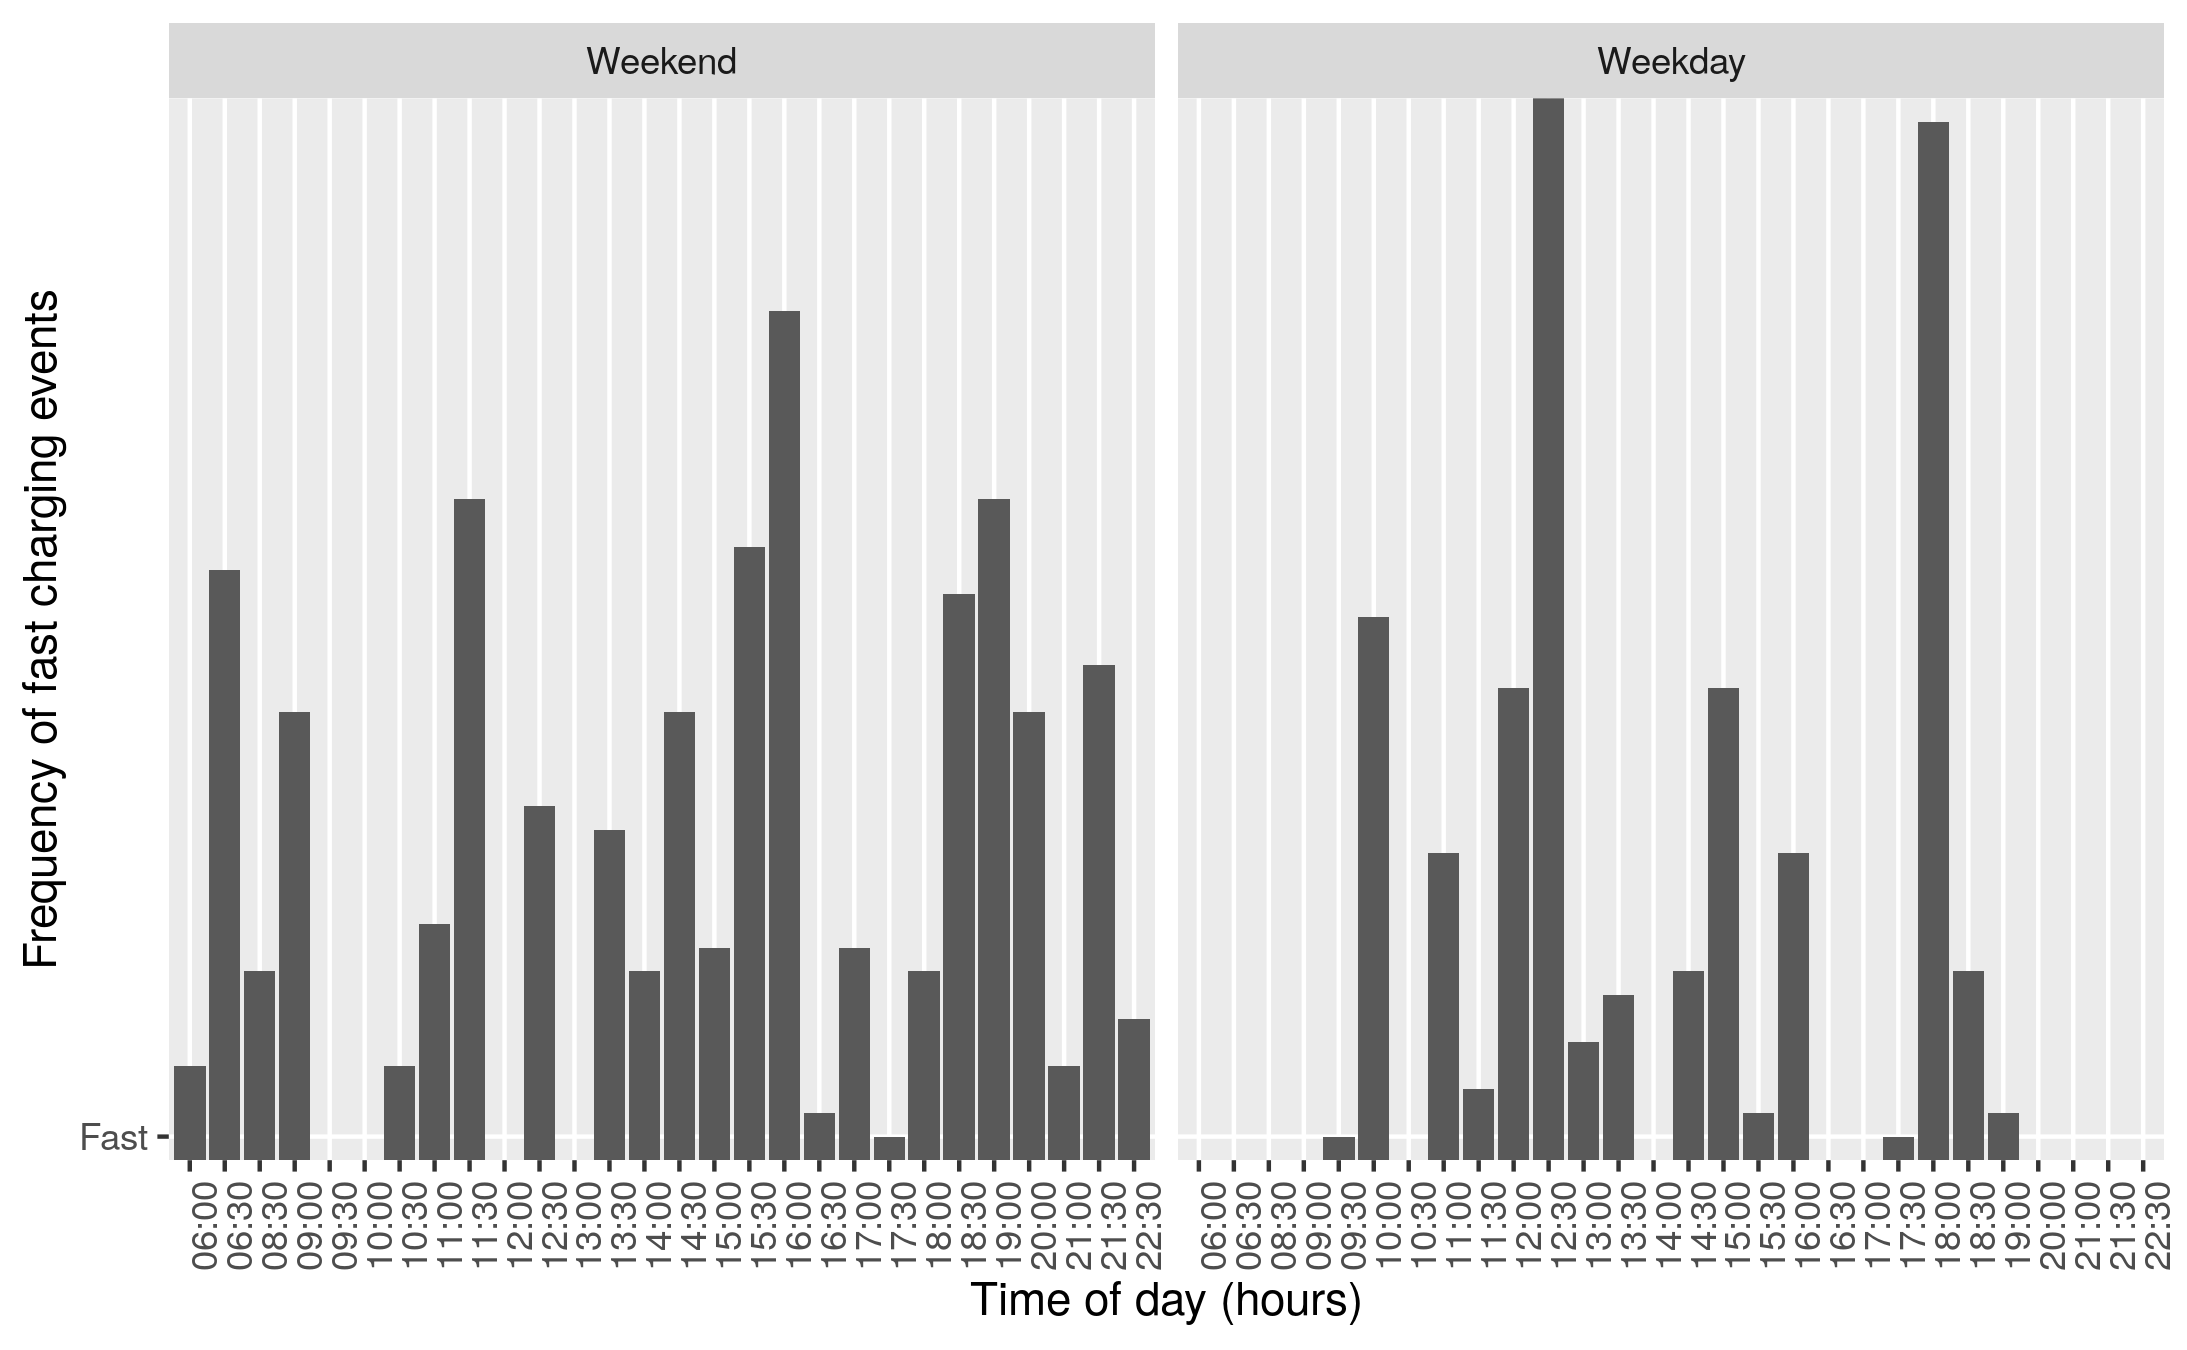 Weekend
Weekday
Frequency of fast charging events
Fast
06:00 06:30 08:30 09:00 09:30 10:00 10:30 11:00 11:30 12:00 12:30 13:00 13:30 14:00 14:30 15:00 15:30 16:00 16:30 17:00 17:30 18:00 18:30 19:00 20:00 21:00 21:30 22:30
06:00 06:30 08:30 09:00 09:30 10:00 10:30 11:00 11:30 12:00 12:30 13:00 13:30 14:00 14:30 15:00 15:30 16:00 16:30 17:00 17:30 18:00 18:30 19:00 20:00 21:00 21:30 22:30
Time of day (hours)